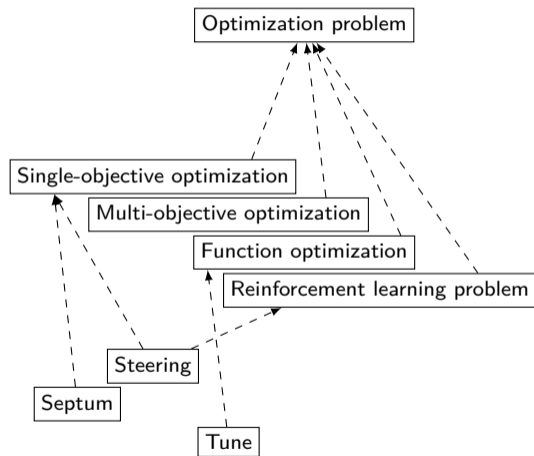 Optimization problem
Single-objective optimization
Multi-objective optimization
Function optimization
Reinforcement learning problem
Steering
Septum
Tune